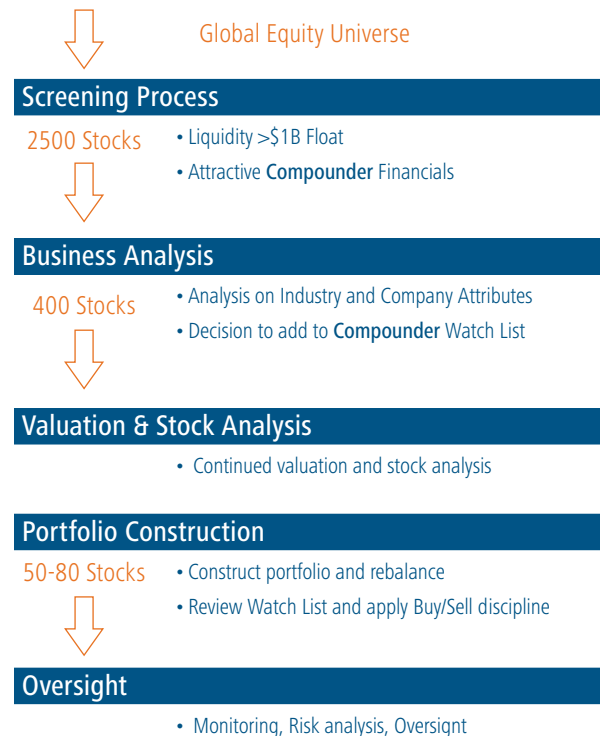 Global Equity Universe
Screening Process
2500 Stocks
• Liquidity >$1B Float
• Attractive Compounder Financials
Business Analysis
400 Stocks
• Analysis on Industry and Company Attributes
• Decision to add to Compounder Watch List
Valuation & Stock Analysis
• Continued valuation and stock analysis
Portfolio Construction
50-80 Stocks
• Construct portfolio and rebalance
• Review Watch List and apply Buy/Sell discipline
Oversight
• Monitoring, Risk analysis, Oversight